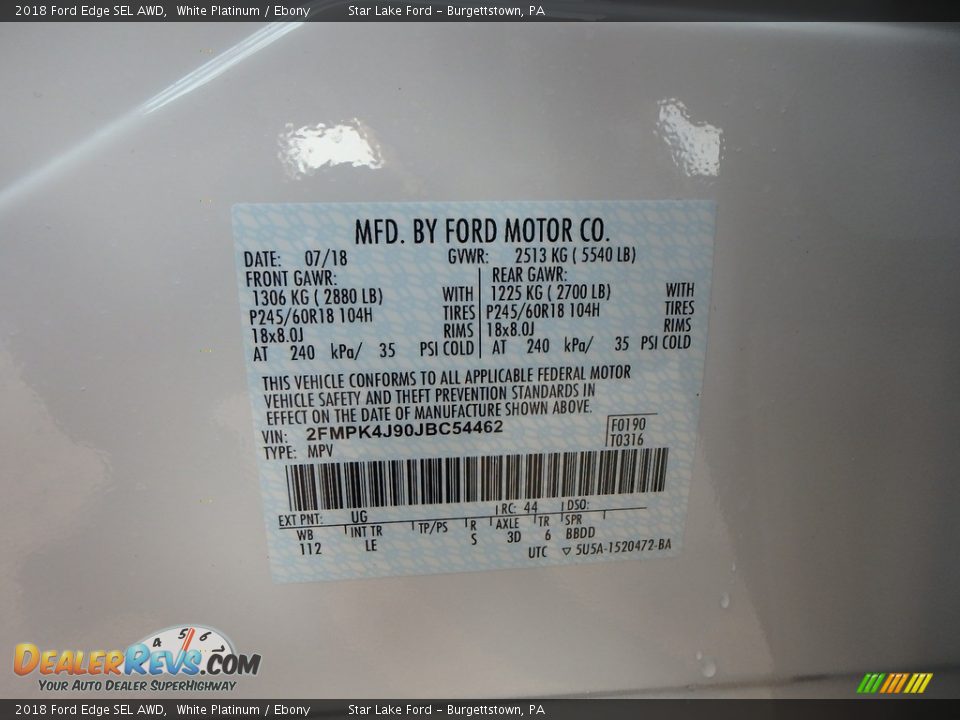 2018 Ford Edge SEL AWD, White Platinum / Ebony Star Lake Ford - Burgettstown, PA
MFD. BY FORD MOTOR CO.
DATE: 07/18 GVWR: 2513 KG ( 5540 LB)
FRONT GAWR: REAR GAWR:
1306 KG ( 2880 LB) WITH 1225 KG ( 2700 LB) WITH
P245/60R18 104H TIRES P245/60R18 104H TIRES
18x8.0J RIMS 18x8.0J RIMS
AT 240 kPa/ 35 PSI COLD AT 240 kPa/ 35 PSI COLD
THIS VEHICLE CONFORMS TO ALL APPLICABLE FEDERAL MOTOR
VEHICLE SAFETY AND THEFT PREVENTION STANDARDS IN
EFFECT ON THE DATE OF MANUFACTURE SHOWN ABOVE.
VIN: 2FMPK4J90JBC54462 F0190
TYPE: MPV T0316
EXT PNT: UG RC: 44 DSO:
WB INT TR TP/PS R AXLE TR SPR
112 LE S 3D 6 BBDD
UTC ▽ 5U5A-1520472-BA
4 5 6
DEALERREVS.COM
YOUR AUTO DEALER SUPERHIGHWAY
2018 Ford Edge SEL AWD, White Platinum / Ebony Star Lake Ford - Burgettstown, PA